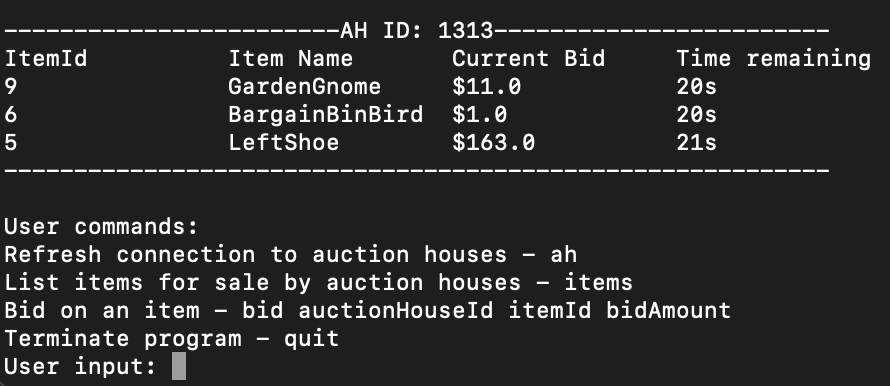 ------------------------AH ID: 1313------------------------
ItemId Item Name Current Bid Time remaining
9 GardenGnome $11.0 20s
6 BargainBinBird $1.0 20s
5 LeftShoe $163.0 21s
-----------------------------------------------------------
User commands:
Refresh connection to auction houses - ah
List items for sale by auction houses - items
Bid on an item - bid auctionHouseId itemId bidAmount
Terminate program - quit
User input: